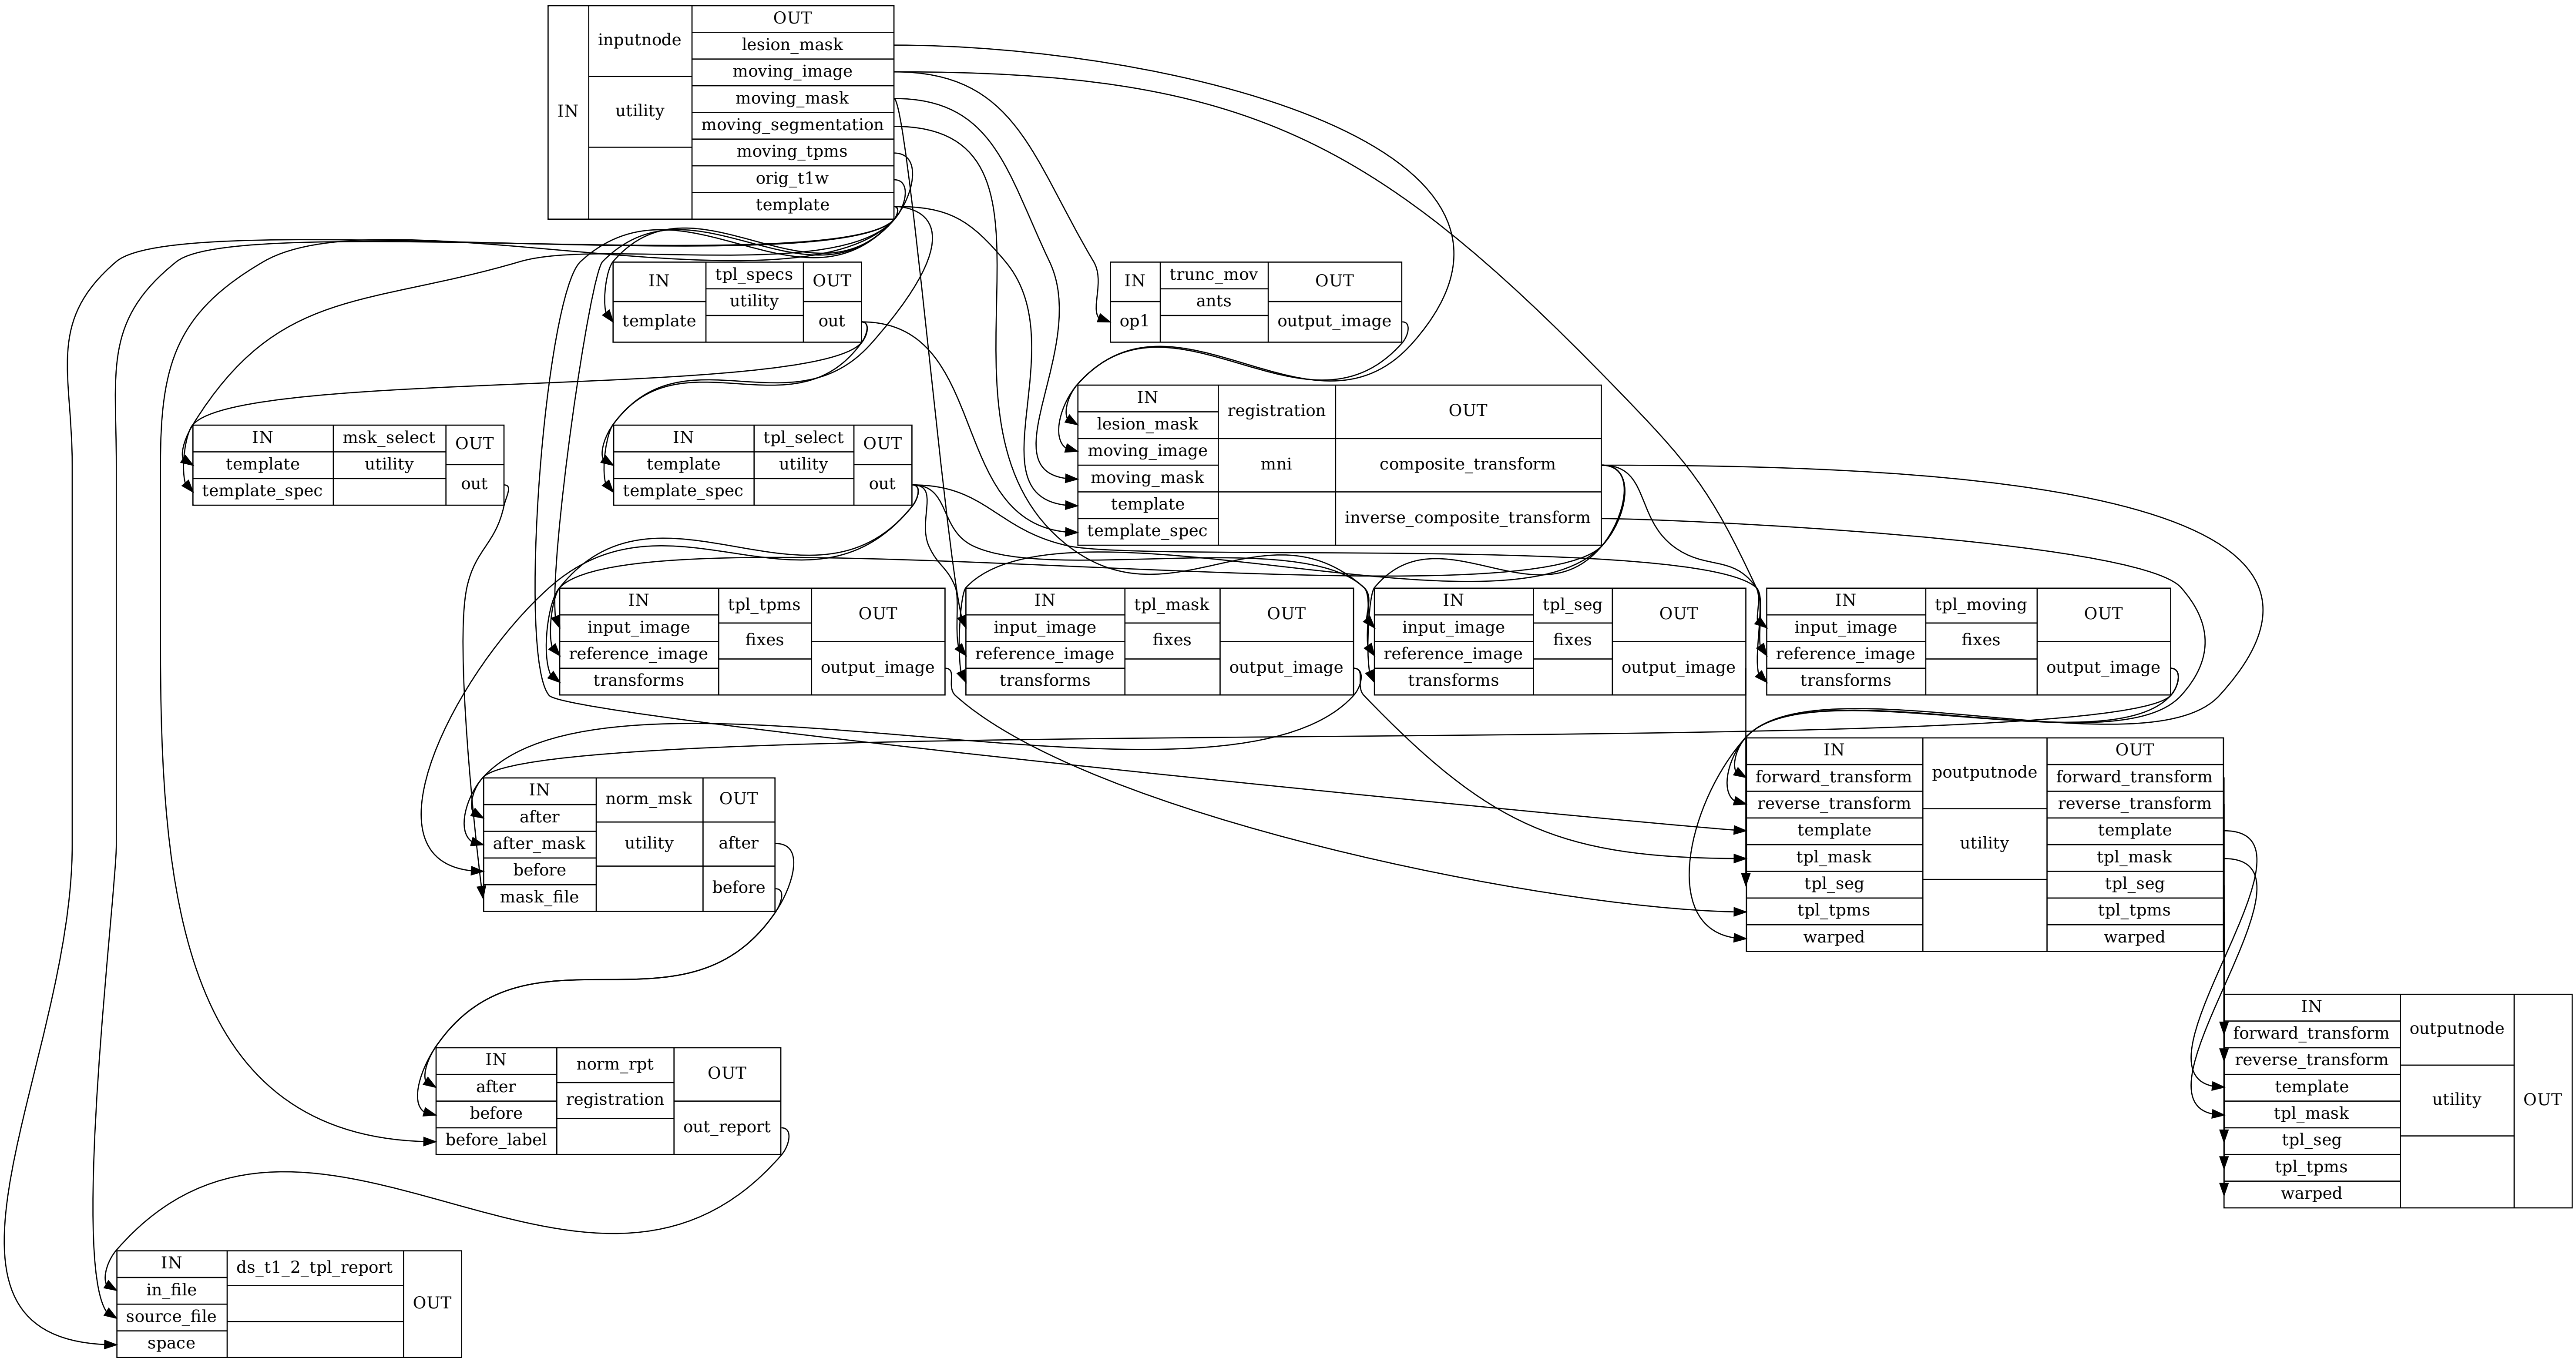 IN
inputnode
utility
OUT
lesion_mask
moving_image
moving_mask
moving_segmentation
moving_tpms
orig_t1w
template
IN
template
tpl_specs
utility
OUT
out
IN
op1
trunc_mov
ants
OUT
output_image
IN
template
template_spec
msk_select
utility
OUT
out
IN
template
template_spec
tpl_select
utility
OUT
out
IN
lesion_mask
moving_image
moving_mask
template
template_spec
registration
mni
OUT
composite_transform
inverse_composite_transform
IN
input_image
reference_image
transforms
tpl_tpms
fixes
OUT
output_image
IN
input_image
reference_image
transforms
tpl_mask
fixes
OUT
output_image
IN
input_image
reference_image
transforms
tpl_seg
fixes
OUT
output_image
IN
input_image
reference_image
transforms
tpl_moving
fixes
OUT
output_image
IN
after
after_mask
before
mask_file
norm_msk
utility
OUT
after
before
IN
forward_transform
reverse_transform
template
tpl_mask
tpl_seg
tpl_tpms
warped
poutputnode
utility
OUT
forward_transform
reverse_transform
template
tpl_mask
tpl_seg
tpl_tpms
warped
IN
forward_transform
reverse_transform
template
tpl_mask
tpl_seg
tpl_tpms
warped
outputnode
utility
OUT
IN
after
before
before_label
norm_rpt
registration
OUT
out_report
IN
in_file
source_file
space
ds_t1_2_tpl_report
OUT